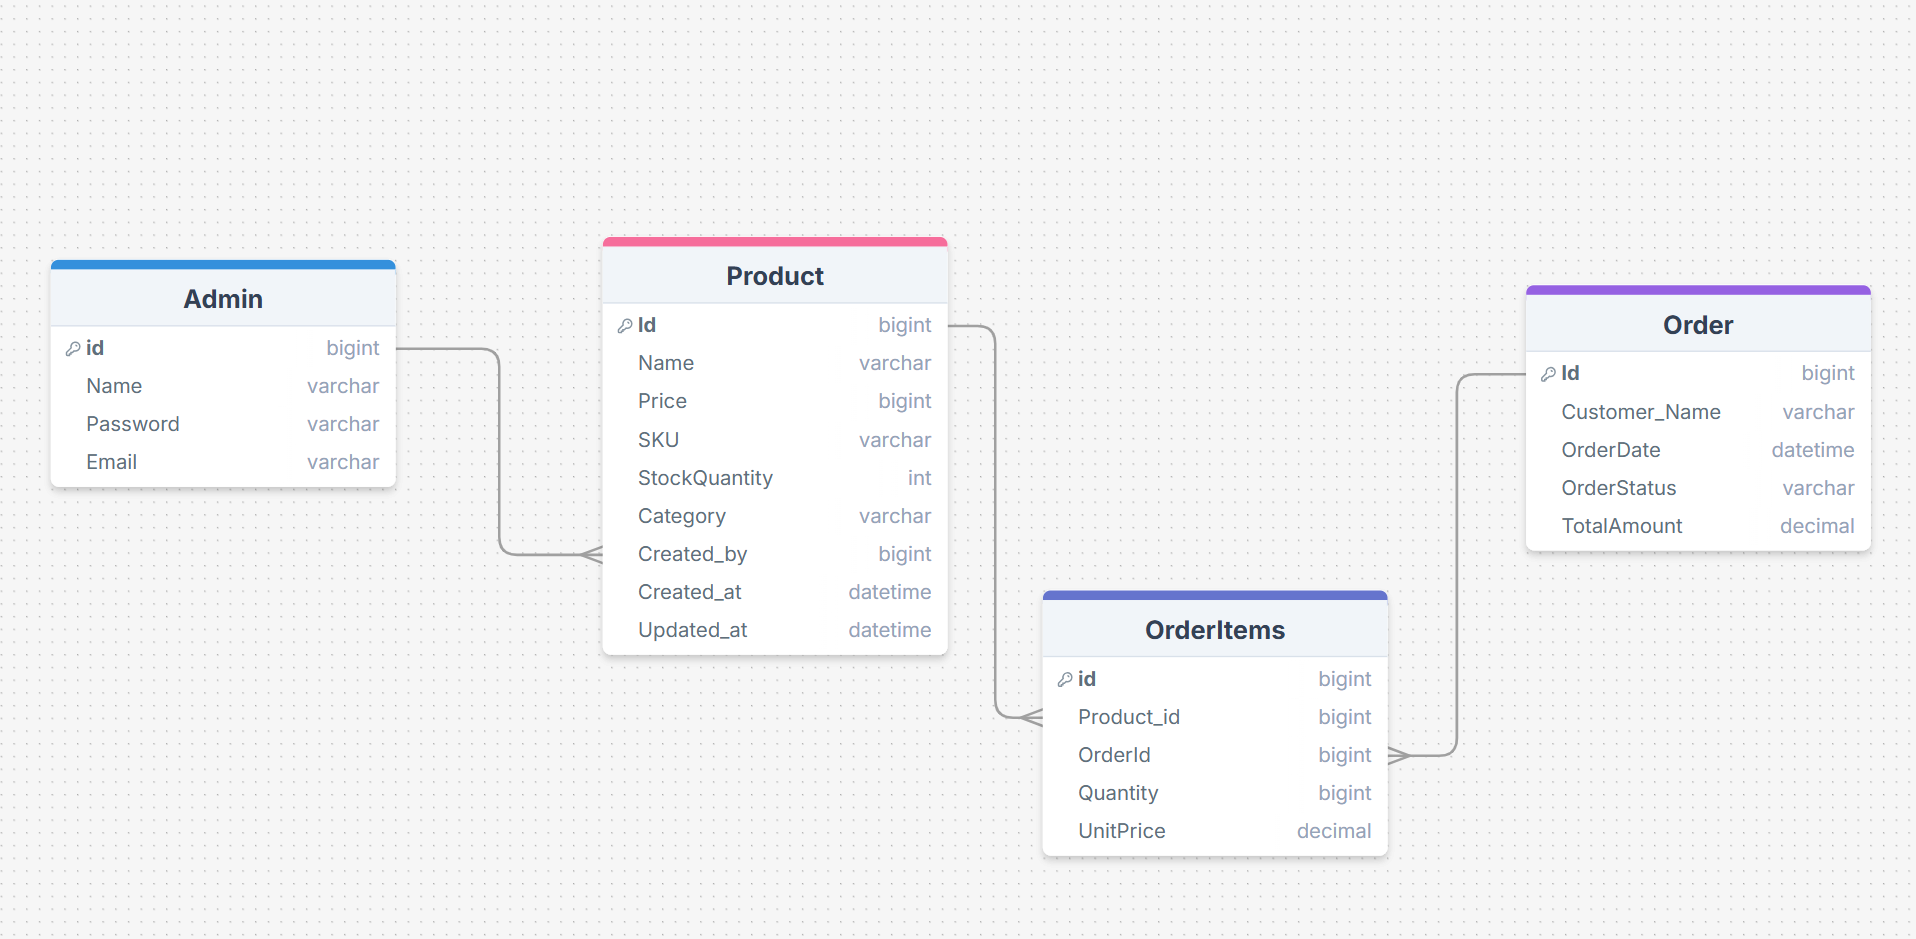 Admin
id bigint
Name varchar
Password varchar
Email varchar
Product
Id bigint
Name varchar
Price bigint
SKU varchar
StockQuantity int
Category varchar
Created_by bigint
Created_at datetime
Updated_at datetime
OrderItems
id bigint
Product_id bigint
OrderId bigint
Quantity bigint
UnitPrice decimal
Order
Id bigint
Customer_Name varchar
OrderDate datetime
OrderStatus varchar
TotalAmount decimal